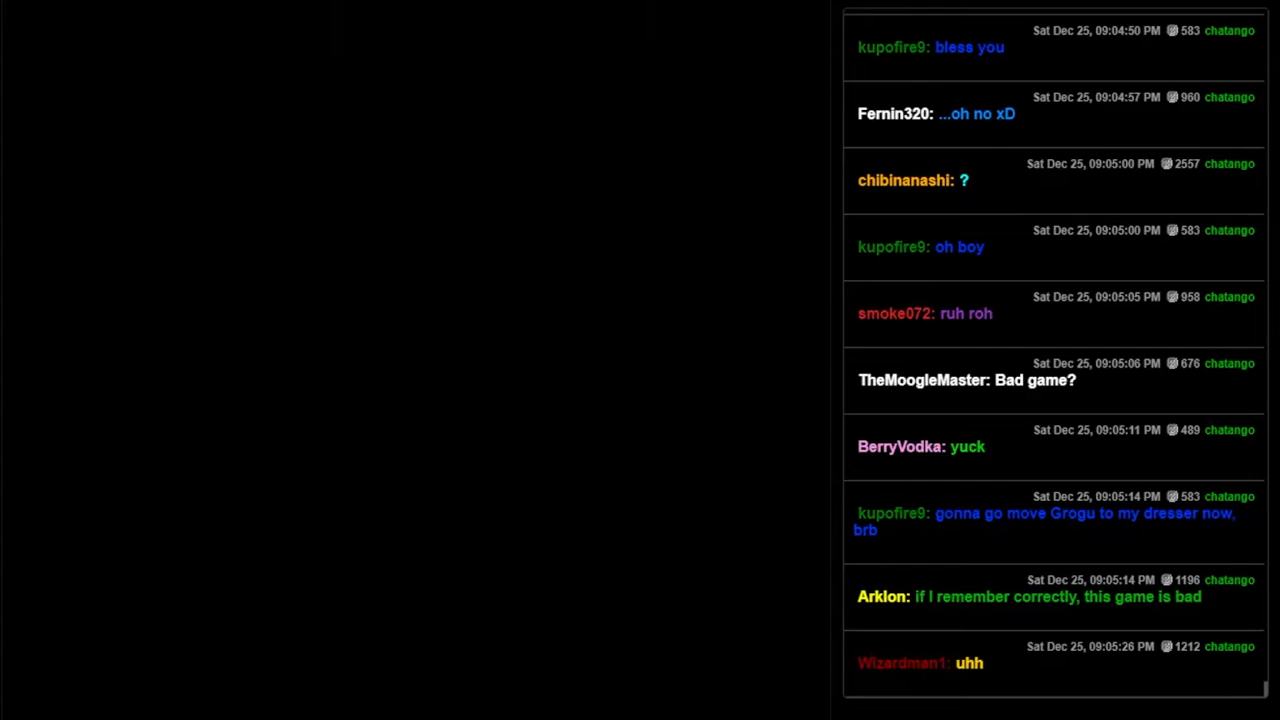 Sat Dec 25, 09:04:50 PM 583 chatango
kupofire9: bless you
Sat Dec 25, 09:04:57 PM 960 chatango
Fernin320: ...oh no xD
Sat Dec 25, 09:05:00 PM 2557 chatango
chibinanashi: ?
Sat Dec 25, 09:05:00 PM 583 chatango
kupofire9: oh boy
Sat Dec 25, 09:05:05 PM 958 chatango
smoke072: ruh roh
Sat Dec 25, 09:05:06 PM 676 chatango
TheMoogleMaster: Bad game?
Sat Dec 25, 09:05:11 PM 489 chatango
BerryVodka: yuck
Sat Dec 25, 09:05:14 PM 583 chatango
kupofire9: gonna go move Grogu to my dresser now,
brb
Sat Dec 25, 09:05:14 PM 1196 chatango
Arklon: if I remember correctly, this game is bad
Sat Dec 25, 09:05:26 PM 1212 chatango
Wizardman1: uhh